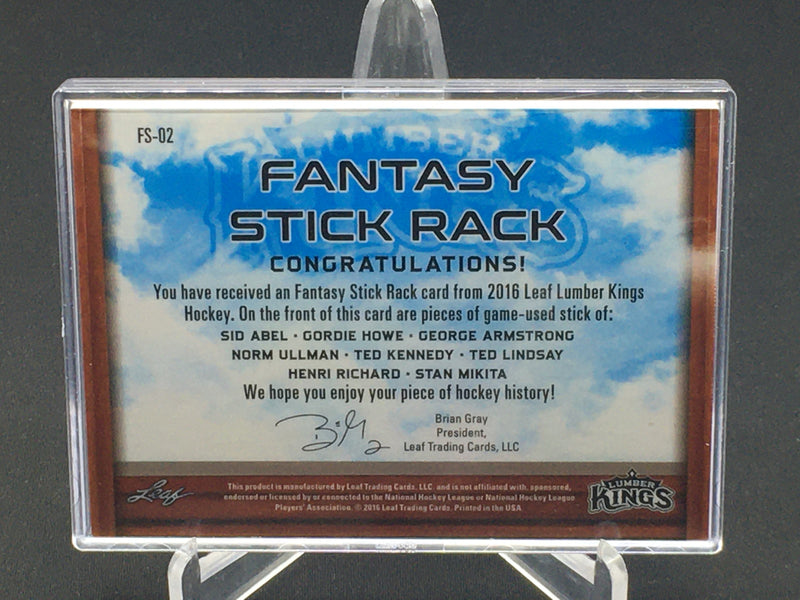 FS-02
LUMBER
KINGS
FANTASY
STICK RACK
CONGRATULATIONS!
You have received an Fantasy Stick Rack card from 2016 Leaf Lumber Kings
Hockey. On the front of this card are pieces of game-used stick of:
SID ABEL · GORDIE HOWE · GEORGE ARMSTRONG
NORM ULLMAN · TED KENNEDY · TED LINDSAY
HENRI RICHARD · STAN MIKITA
We hope you enjoy your piece of hockey history!
Brian Gray
President,
Leaf Trading Cards, LLC
Leaf
This product is manufactured by Leaf Trading Cards, LLC. and is not affiliated with, sponsored,
endorsed or licensed by or connected to the National Hockey League or National Hockey League
Players' Association. © 2016 Leaf Trading Cards. Printed in the USA
LUMBER
KINGS